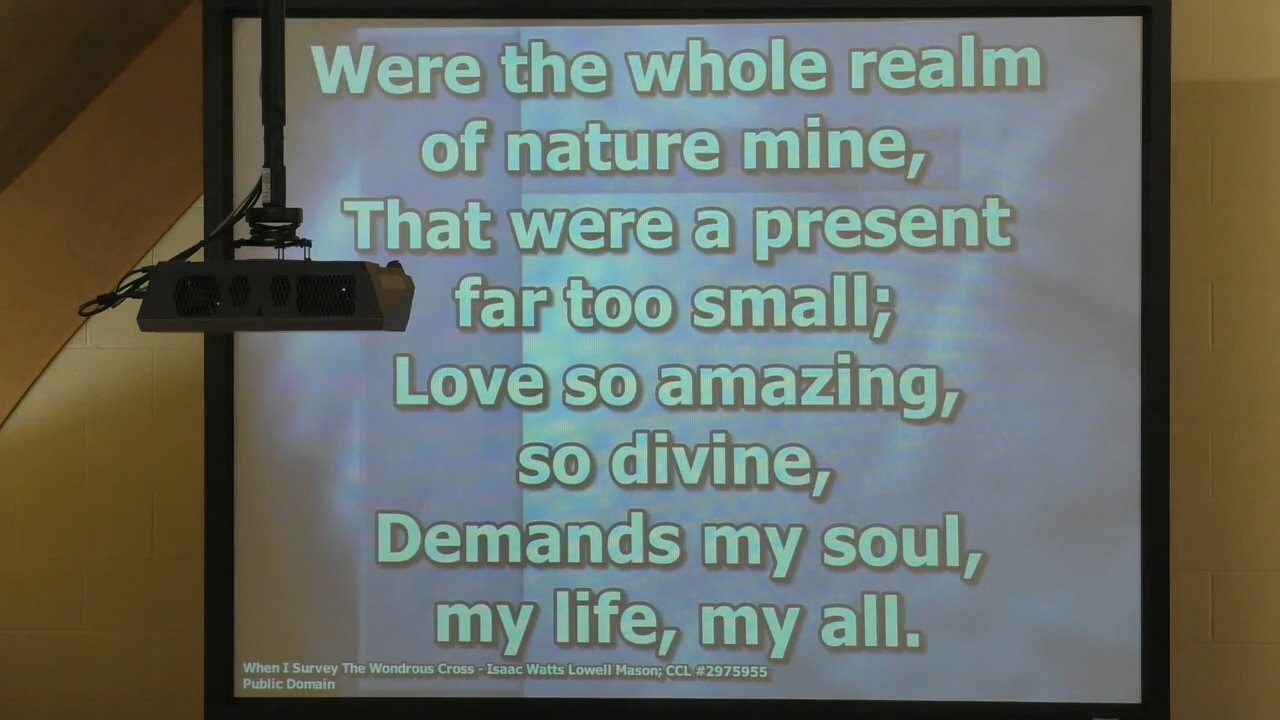 Were the whole realm
of nature mine,
That were a present
far too small;
Love so amazing,
so divine,
Demands my soul,
my life, my all.
When I Survey The Wondrous Cross - Isaac Watts Lowell Mason; CCL #2975955
Public Domain